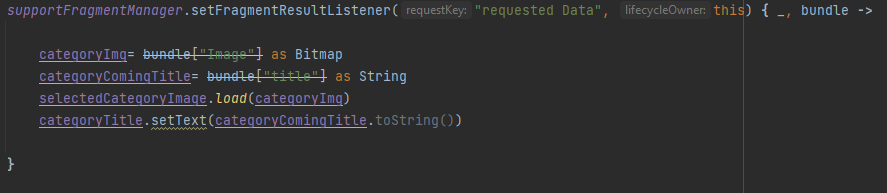 supportFragmentManager.setFragmentResultListener( requestKey: "requested Data", lifecycleOwner: this) { _, bundle ->
categoryImg= bundle["Image"] as Bitmap
categoryComingTitle= bundle["title"] as String
selectedCategoryImage.load(categoryImg)
categoryTitle.setText(categoryComingTitle.toString())
}